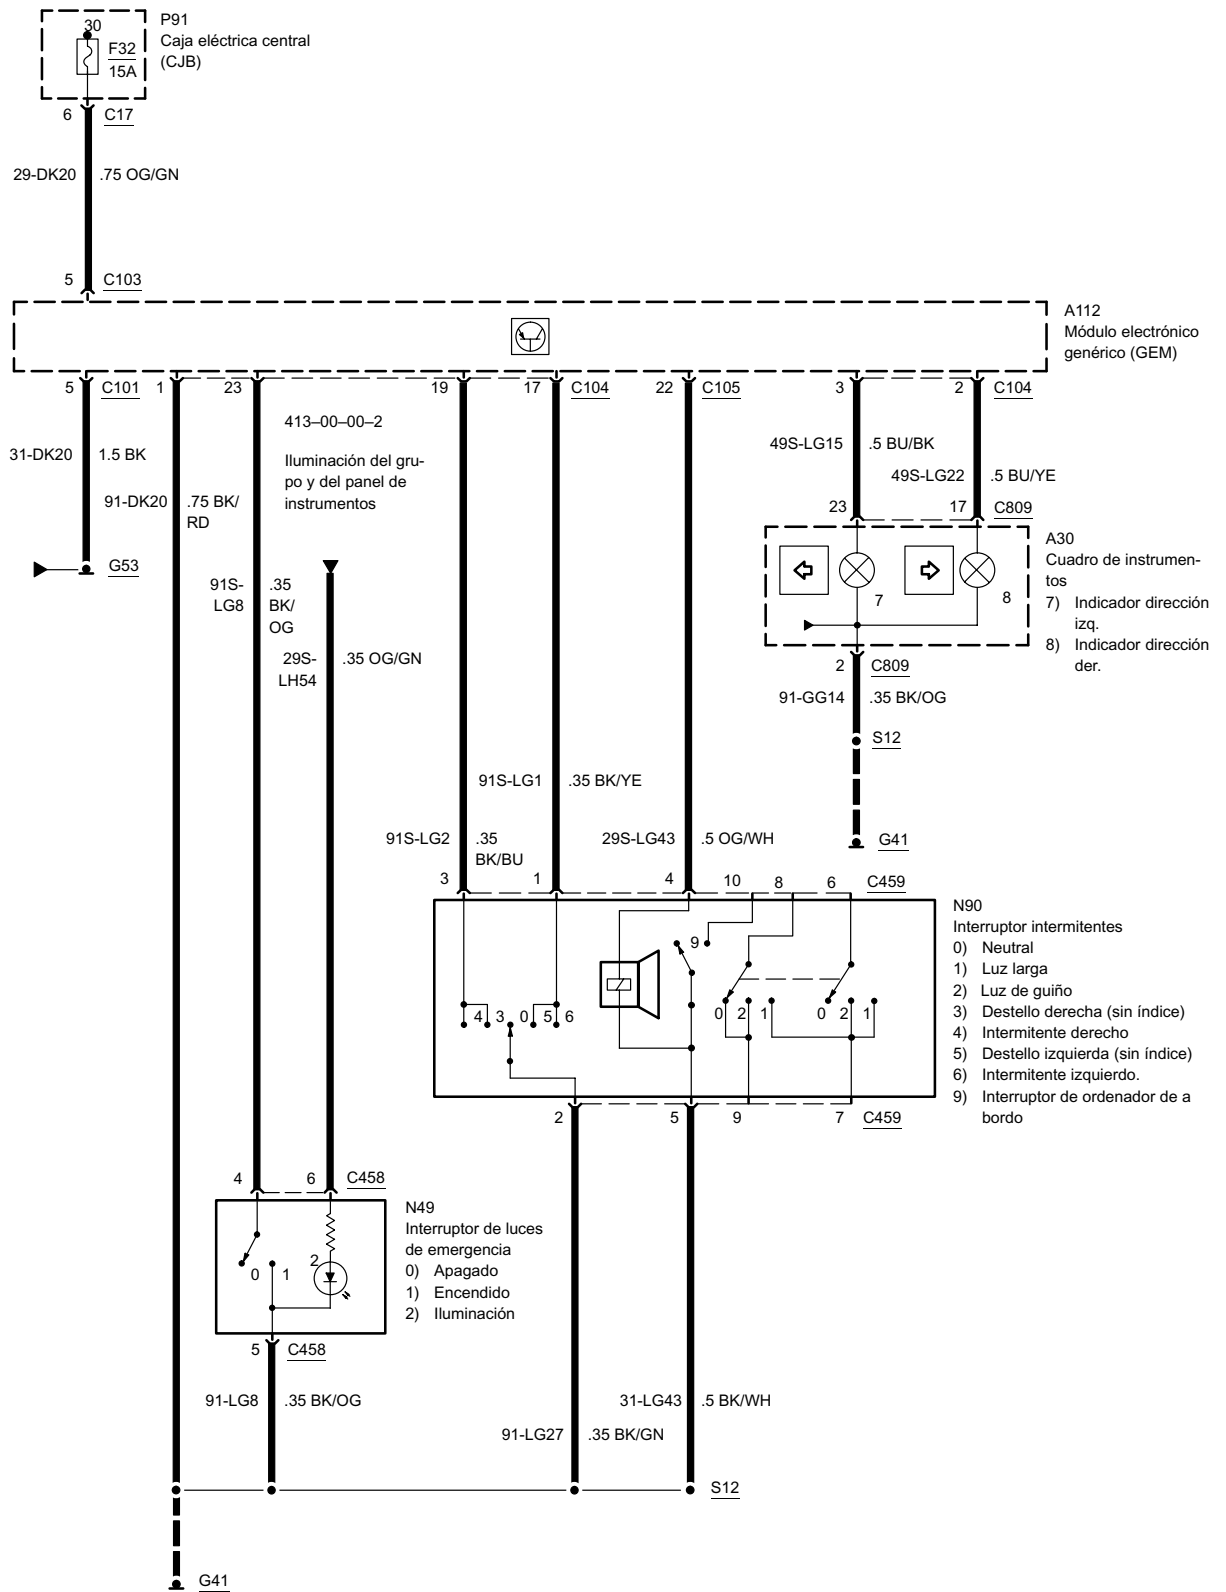 30
P91
Caja eléctrica central
(CJB)
F32
15A
6 C17
29-DK20 .75 OG/GN
5 C103
A112
Módulo electrónico
genérico (GEM)
5 C101 1 23 19 17 C104 22 C105 3 2 C104
413–00–00–2
Iluminación del gru-
po y del panel de
instrumentos
31-DK20 1.5 BK
91-DK20 .75 BK/
RD
49S-LG15 .5 BU/BK
49S-LG22 .5 BU/YE
23 17 C809
G53
A30
Cuadro de instrumen-
tos
7) Indicador dirección
izq.
8) Indicador dirección
der.
7 8
91S-
LG8
.35
BK/
OG
29S-
LH54
.35 OG/GN
2 C809
91-GG14 .35 BK/OG
S12
91S-LG1 .35 BK/YE
91S-LG2 .35
BK/BU
29S-LG43 .5 OG/WH
G41
3 1 4 10 8 6 C459
N90
Interruptor intermitentes
0) Neutral
1) Luz larga
2) Luz de guiño
3) Destello derecha (sin índice)
4) Intermitente derecho
5) Destello izquierda (sin índice)
6) Intermitente izquierdo.
9) Interruptor de ordenador de a
bordo
9
4 3 0 5 6 0 2 1 0 2 1
2 5 9 7 C459
4 6 C458
N49
Interruptor de luces
de emergencia
0) Apagado
1) Encendido
2) Iluminación
0 1 2
5 C458
91-LG8 .35 BK/OG
31-LG43 .5 BK/WH
91-LG27 .35 BK/GN
S12
G41